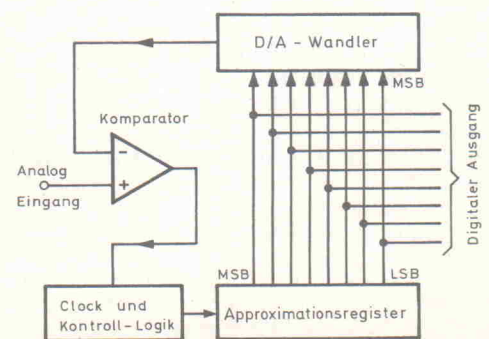 D/A - Wandler
MSB
Komparator
-
Analog
+
Eingang
Digitaler Ausgang
MSB
LSB
Clock und
Kontroll-Logik
Approximationsregister